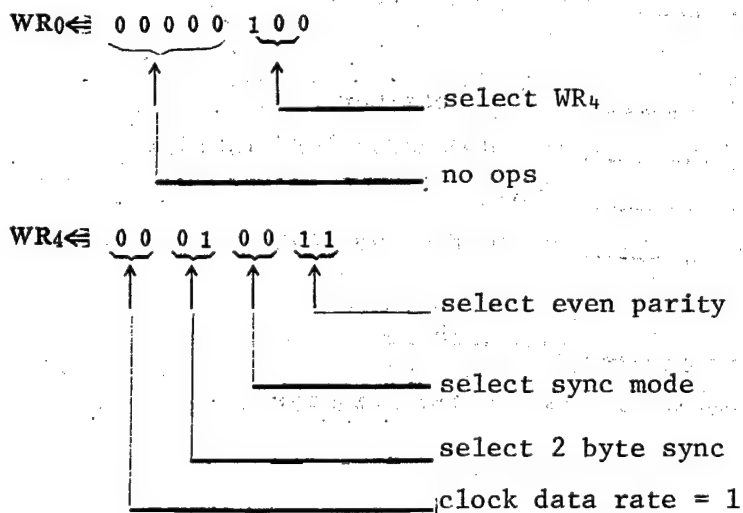 WR0⋹ 0 0 0 0 0 1 0 0
select WR4
no ops
WR4⋹ 0 0 0 1 0 0 1 1
select even parity
select sync mode
select 2 byte sync
clock data rate = 1